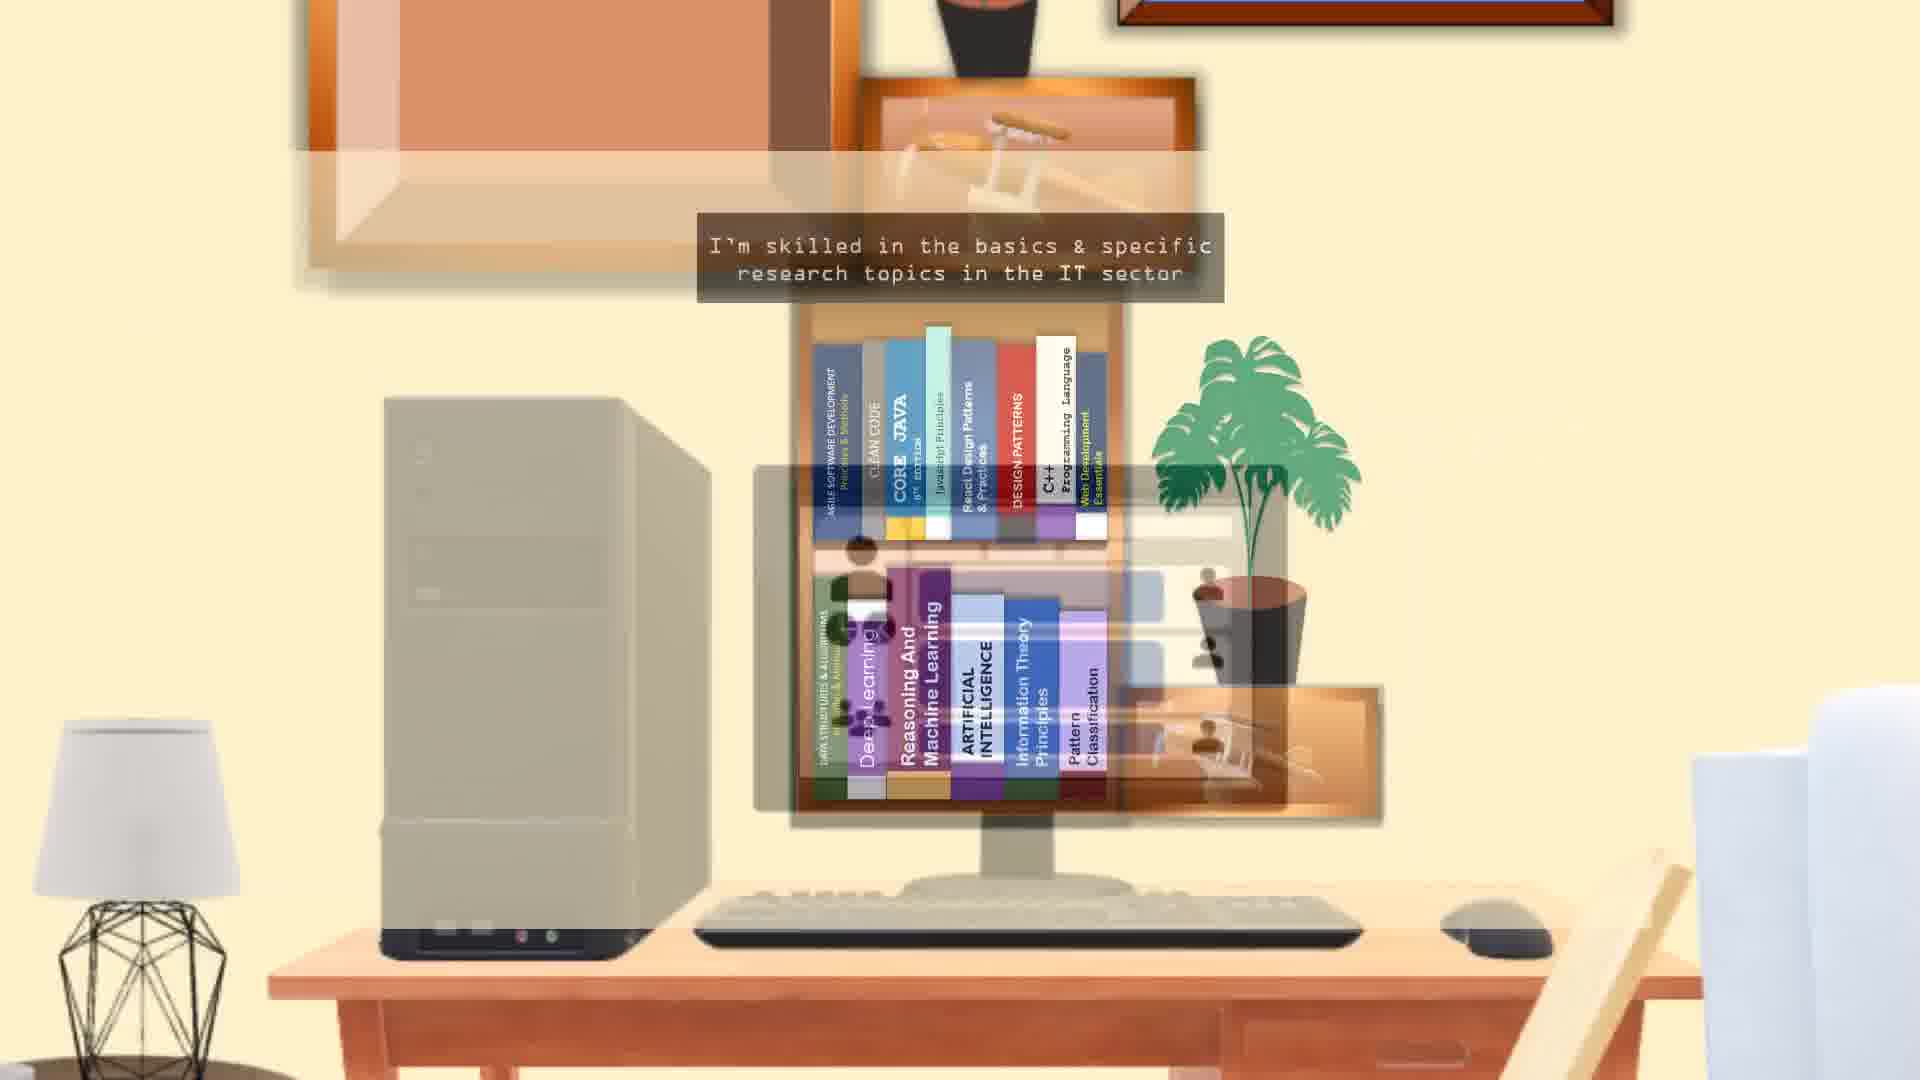 I'm skilled in the basics & specific
research topics in the IT sector
AGILE SOFTWARE DEVELOPMENT
Principles & Methods
CLEAN CODE
CORE JAVA
EDITION
Javascript Principles
React Design Patterns
& Practices
DESIGN PATTERNS
C++
Programming Language
Web Development
Essentials
DATA STRUCTURES & ALGORITHMS
Deep Learning
Reasoning And
Machine Learning
ARTIFICIAL
INTELLIGENCE
Information Theory
Principles
Pattern
Classification